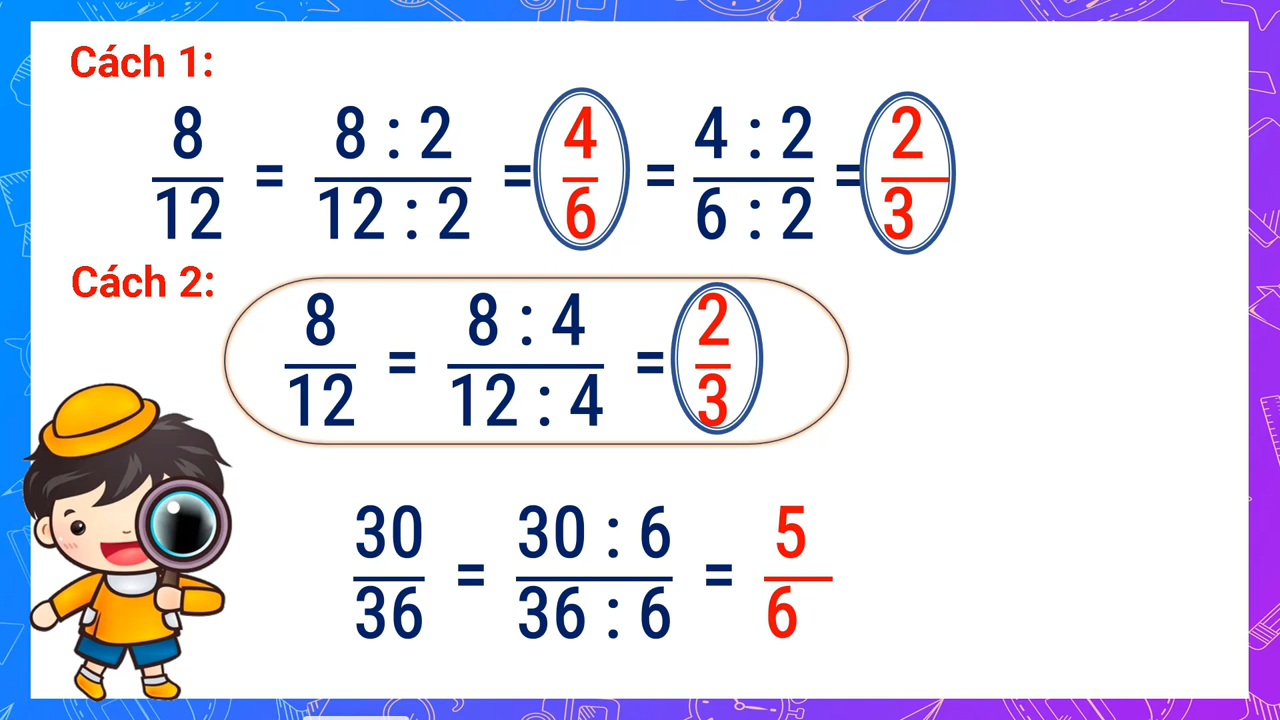 Cách 1:
8/12 = 8 : 2/12 : 2 = 4/6 = 4 : 2/6 : 2 = 2/3
Cách 2:
8/12 = 8 : 4/12 : 4 = 2/3
30/36 = 30 : 6/36 : 6 = 5/6